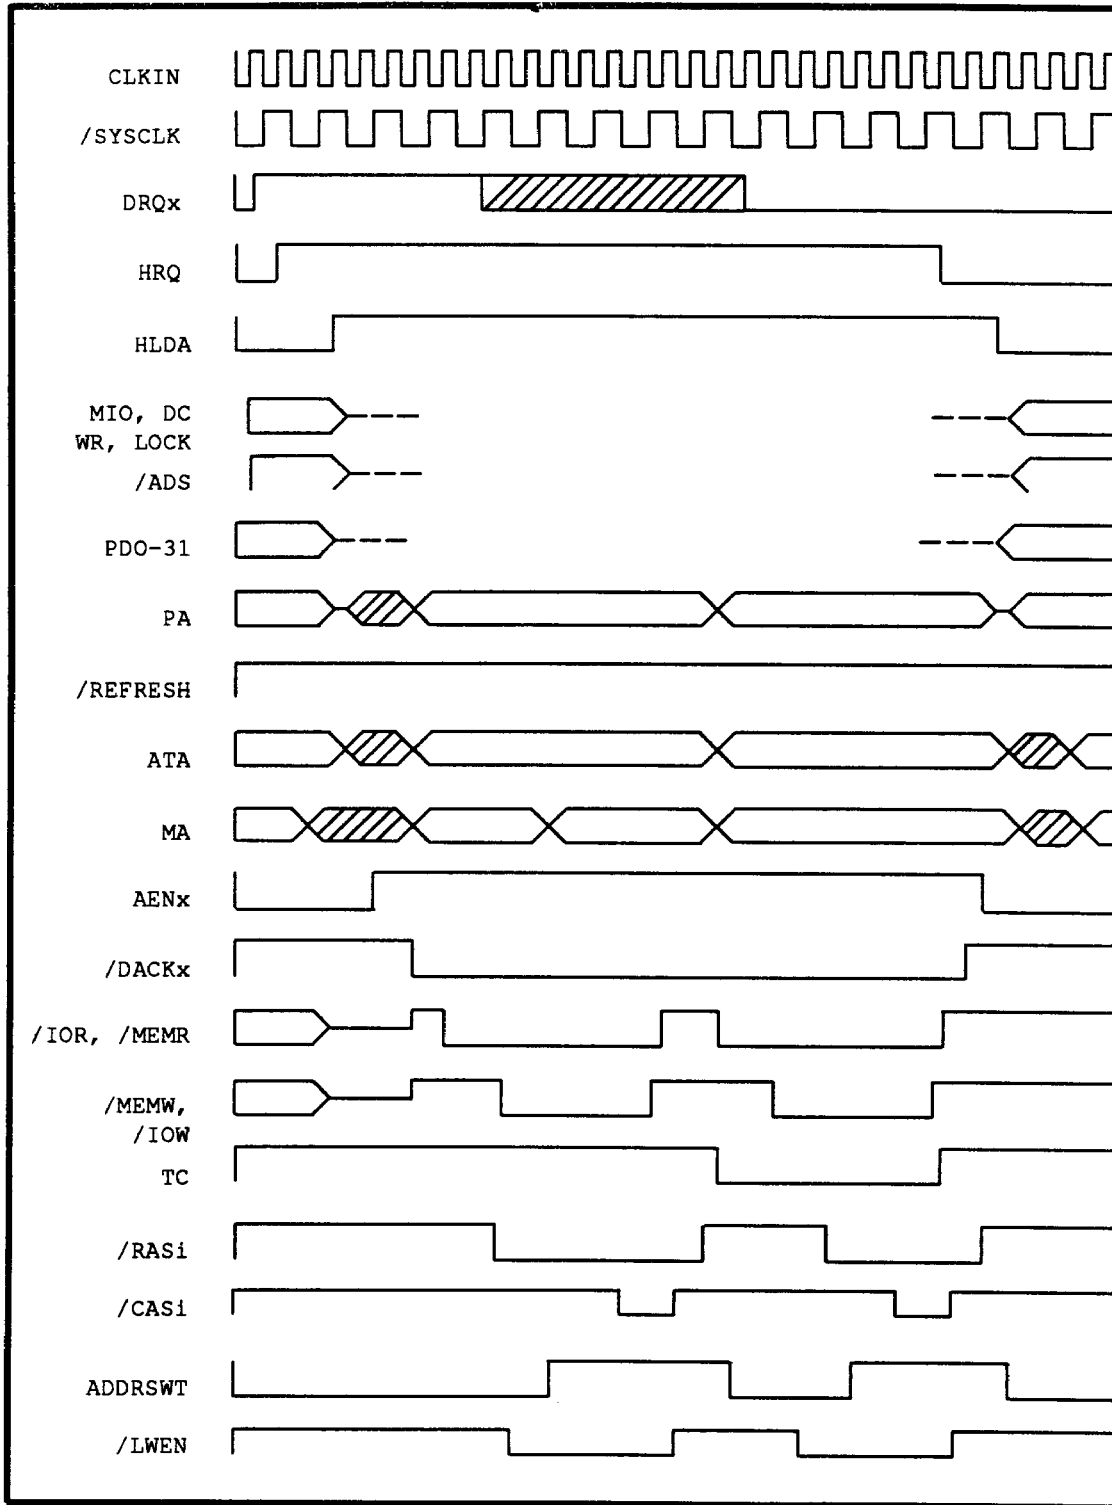 CLKIN
/SYSCLK
DRQx
HRQ
HLDA
MIO, DC
WR, LOCK
/ADS
PDO-31
PA
/REFRESH
ATA
MA
AENx
/DACKx
/IOR, /MEMR
/MEMW,
/IOW
TC
/RASi
/CASi
ADDRSWT
/LWEN